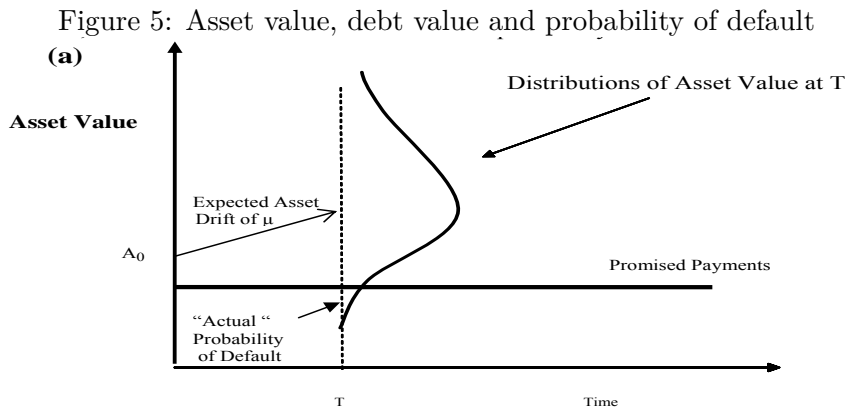 Figure 5: Asset value, debt value and probability of default
(a)
Distributions of Asset Value at T
Asset Value
Expected Asset
Drift of μ
A0
Promised Payments
“Actual “
Probability
of Default
T
Time